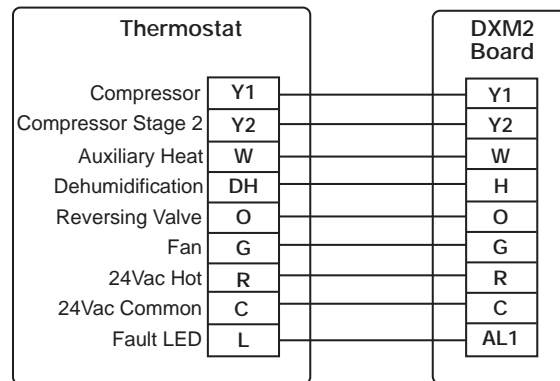 Thermostat
DXM2
Board
Compressor Y1 Y1
Compressor Stage 2 Y2 Y2
Auxiliary Heat W W
Dehumidification DH H
Reversing Valve O O
Fan G G
24Vac Hot R R
24Vac Common C C
Fault LED L AL1